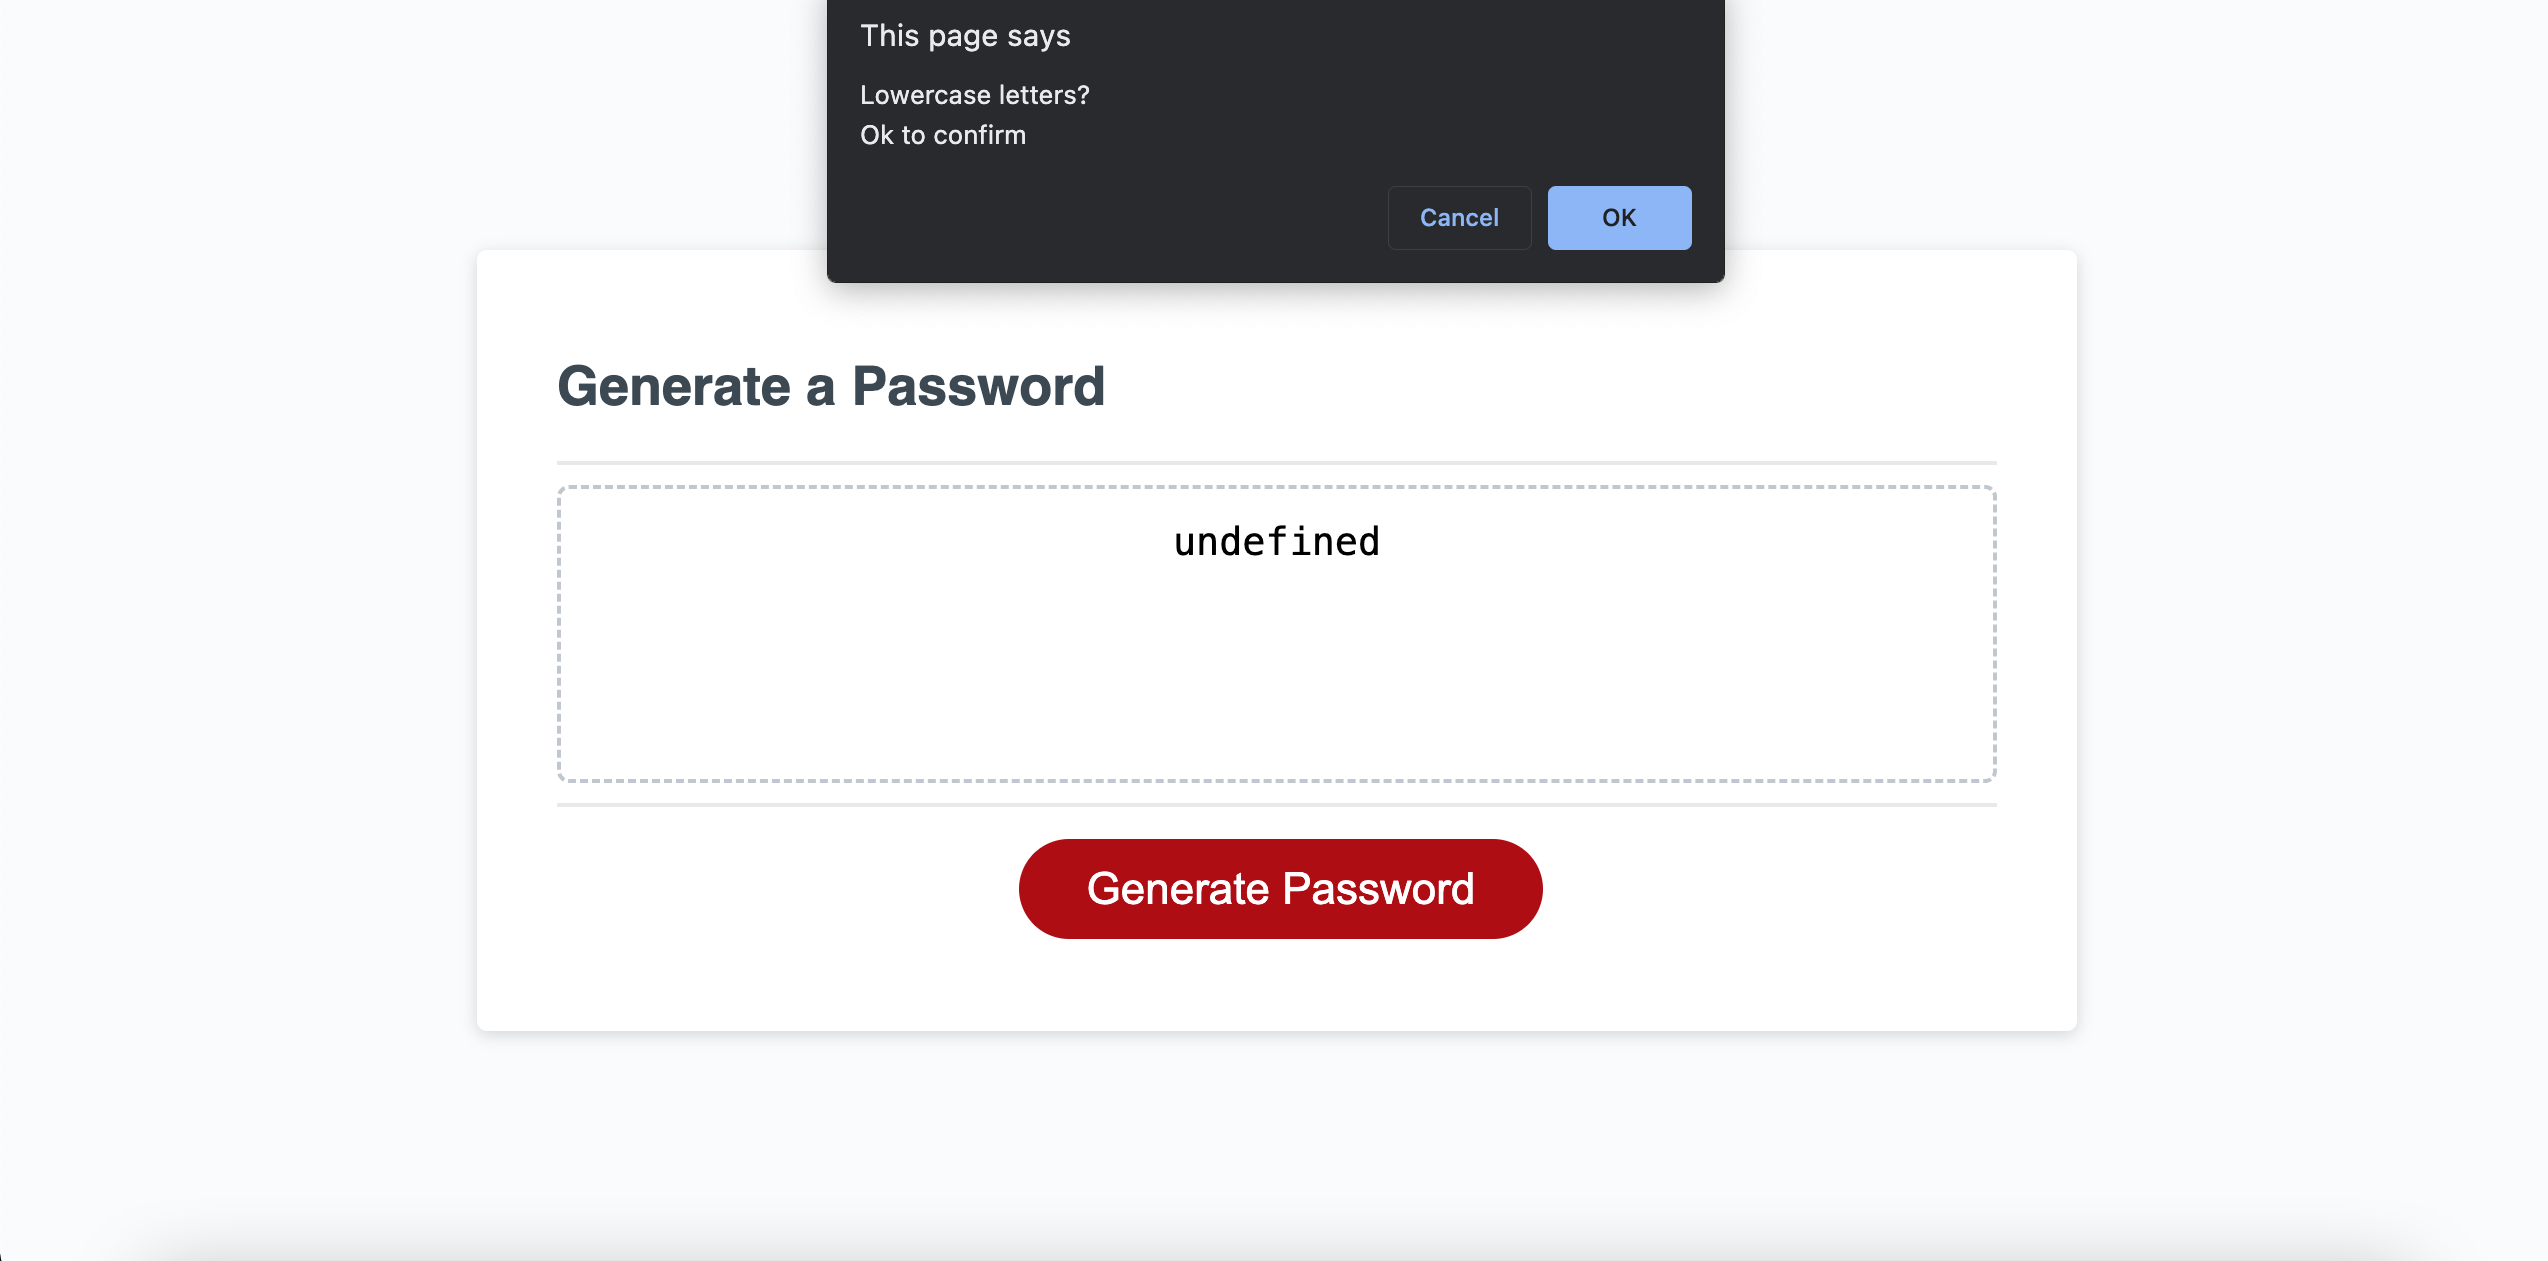 This page says
Lowercase letters?
Ok to confirm
Cancel
OK
Generate a Password
undefined
Generate Password